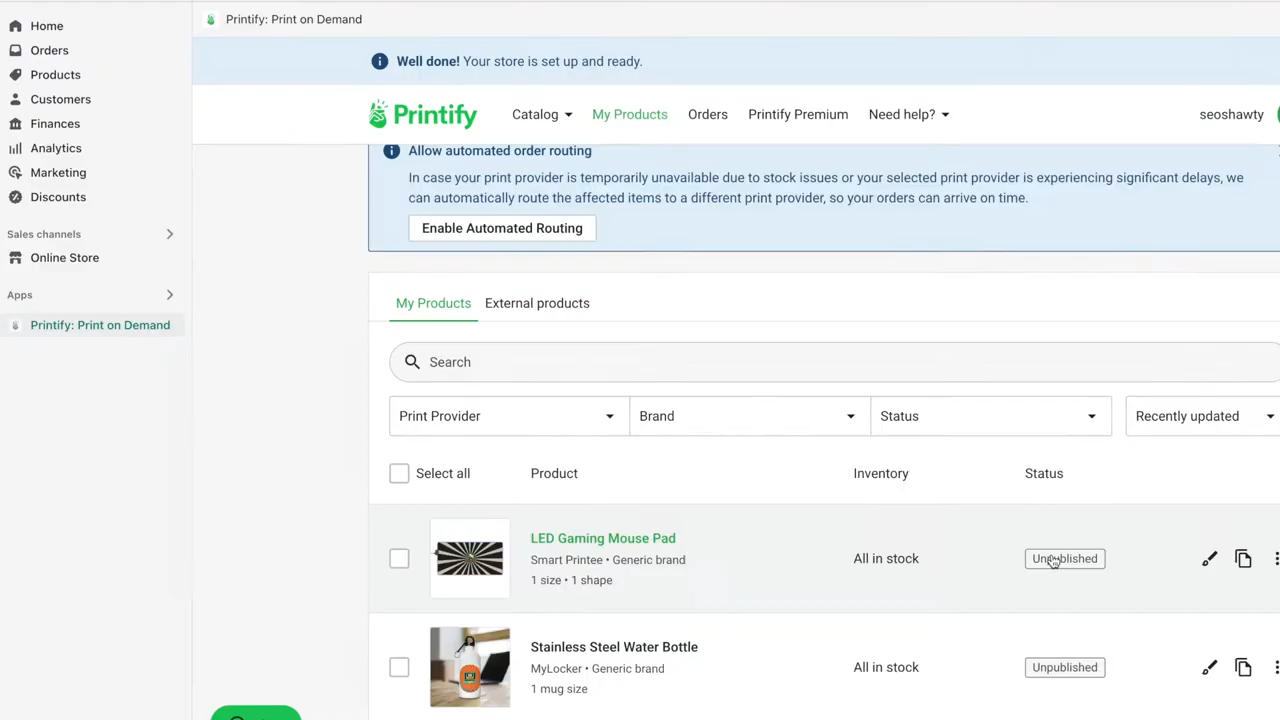 Home
Orders
Products
Customers
Finances
Analytics
Marketing
Discounts
Sales channels
Online Store
Apps
Printify: Print on Demand
Printify: Print on Demand
Well done! Your store is set up and ready.
Printify
Catalog
My Products
Orders
Printify Premium
Need help?
seoshawty
Allow automated order routing
In case your print provider is temporarily unavailable due to stock issues or your selected print provider is experiencing significant delays, we
can automatically route the affected items to a different print provider, so your orders can arrive on time.
Enable Automated Routing
My Products
External products
Search
Print Provider
Brand
Status
Recently updated
Select all
Product
Inventory
Status
LED Gaming Mouse Pad
Smart Printee • Generic brand
1 size • 1 shape
All in stock
Unpublished
Stainless Steel Water Bottle
MyLocker • Generic brand
1 mug size
All in stock
Unpublished